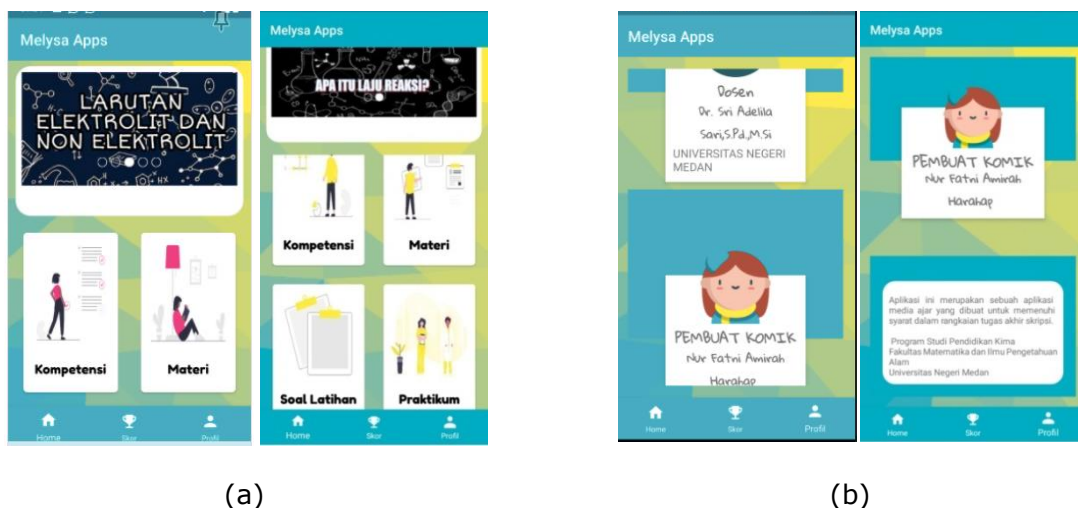 Melysa Apps
LARUTAN
ELEKTROLIT DAN
NON ELEKTROLIT
Kompetensi
Materi
Home
Skor
Profil
Melysa Apps
APA ITU LAJU REAKSI?
Kompetensi
Materi
Soal Latihan
Praktikum
Home
Skor
Profil
(a)
Melysa Apps
Dosen
Dr. Sri Adelila
Sari,S.Pd.,M.Si
UNIVERSITAS NEGERI
MEDAN
PEMBUAT KOMIK
Nur Fatni Amirah
Harahap
Home
Skor
Profil
Melysa Apps
PEMBUAT KOMIK
Nur Fatni Amirah
Harahap
Aplikasi ini merupakan sebuah aplikasi
media ajar yang dibuat untuk memenuhi
syarat dalam rangkaian tugas akhir skripsi.
Program Studi Pendidikan Kima
Fakultas Matematika dan Ilmu Pengetahuan
Alam
Universitas Negeri Medan
Home
Skor
Profil
(b)